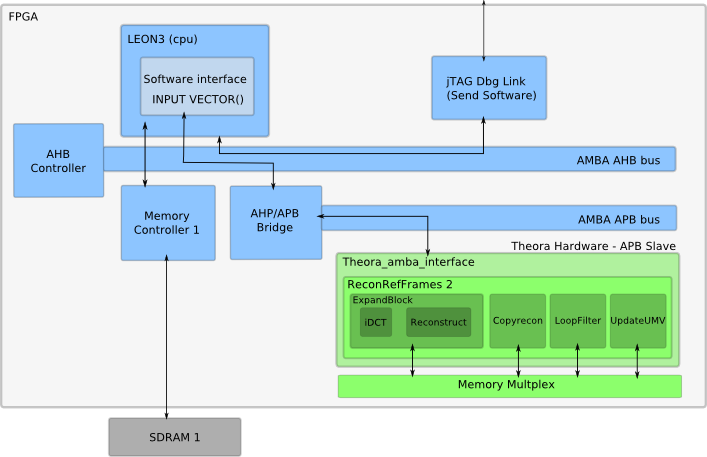 FPGA
LEON3 (cpu)
Software interface
INPUT VECTOR()
jTAG Dbg Link
(Send Software)
AHB
Controller
AMBA AHB bus
Memory
Controller 1
AHP/APB
Bridge
AMBA APB bus
Theora Hardware - APB Slave
Theora_amba_interface
ReconRefFrames 2
ExpandBlock
iDCT
Reconstruct
Copyrecon
LoopFilter
UpdateUMV
Memory Multplex
SDRAM 1